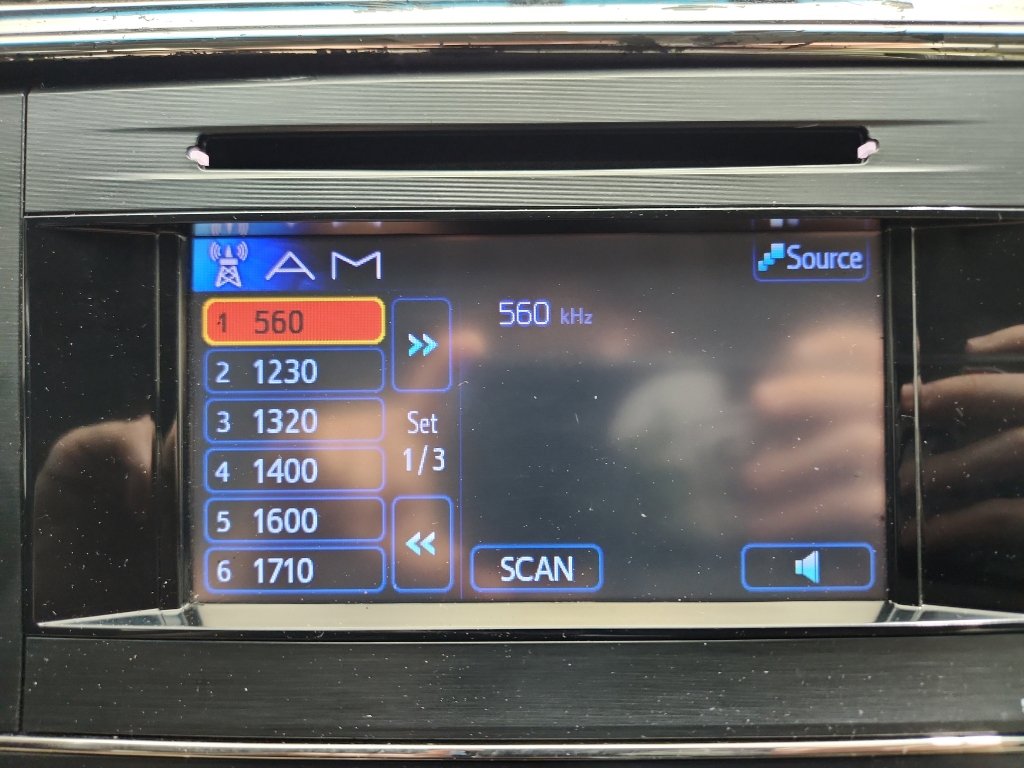 AM
Source
1 560
560 kHz
2 1230
3 1320
Set
1/3
4 1400
5 1600
6 1710
SCAN